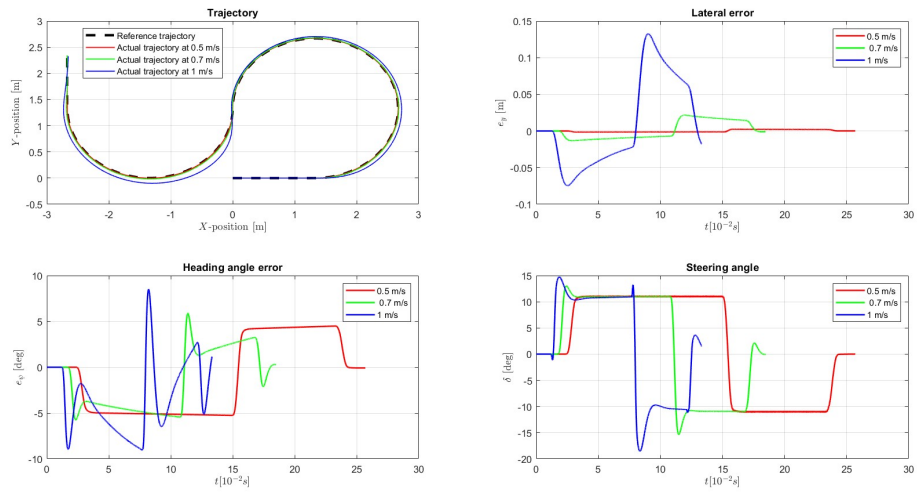 Trajectory
3
2.5
2
1.5
1
0.5
0
-0.5
Y-position [m]
Reference trajectory
Actual trajectory at 0.5 m/s
Actual trajectory at 0.7 m/s
Actual trajectory at 1 m/s
-3
-2
-1
0
1
2
3
X-position [m]
Lateral error
0.15
0.1
0.05
0
-0.05
-0.1
e_y [m]
0.5 m/s
0.7 m/s
1 m/s
0
5
10
15
20
25
30
t[10^{-2}s]
Heading angle error
10
5
0
-5
-10
e_ψ [deg]
0.5 m/s
0.7 m/s
1 m/s
0
5
10
15
20
25
30
t[10^{-2}s]
Steering angle
15
10
5
0
-5
-10
-15
-20
δ [deg]
0.5 m/s
0.7 m/s
1 m/s
0
5
10
15
20
25
30
t[10^{-2}s]